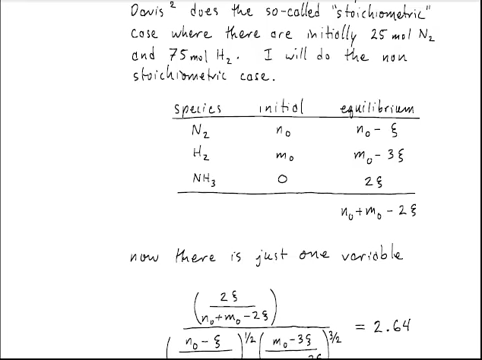 Davis² does the so-called "stoichiometric"
case where there are initially 25 mol N₂
and 75 mol H₂. I will do the non
stoichiometric case.
species initial equilibrium
N₂ n₀ n₀ - ξ
H₂ m₀ m₀ - 3ξ
NH₃ 0 2ξ
n₀ + m₀ - 2ξ
now there is just one variable
(2ξ / (n₀ + m₀ - 2ξ))
= 2.64
(n₀ - ξ)^1/2 (m₀ - 3ξ)^3/2